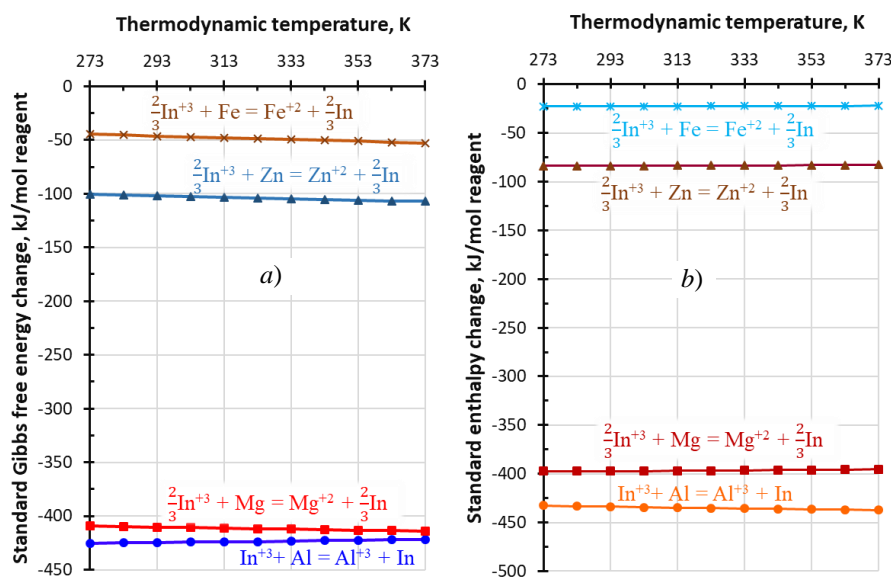 Thermodynamic temperature, K
273 293 313 333 353 373
Standard Gibbs free energy change, kJ/mol reagent
0
-50
-100
-150
-200
-250
-300
-350
-400
-450
2/3In⁺³ + Fe = Fe⁺² + 2/3In
2/3In⁺³ + Zn = Zn⁺² + 2/3In
a)
2/3In⁺³ + Mg = Mg⁺² + 2/3In
In⁺³+ Al = Al⁺³ + In
Thermodynamic temperature, K
273 293 313 333 353 373
Standard enthalpy change, kJ/mol reagent
0
-50
-100
-150
-200
-250
-300
-350
-400
-450
-500
2/3In⁺³ + Fe = Fe⁺² + 2/3In
2/3In⁺³ + Zn = Zn⁺² + 2/3In
b)
2/3In⁺³ + Mg = Mg⁺² + 2/3In
In⁺³+ Al = Al⁺³ + In